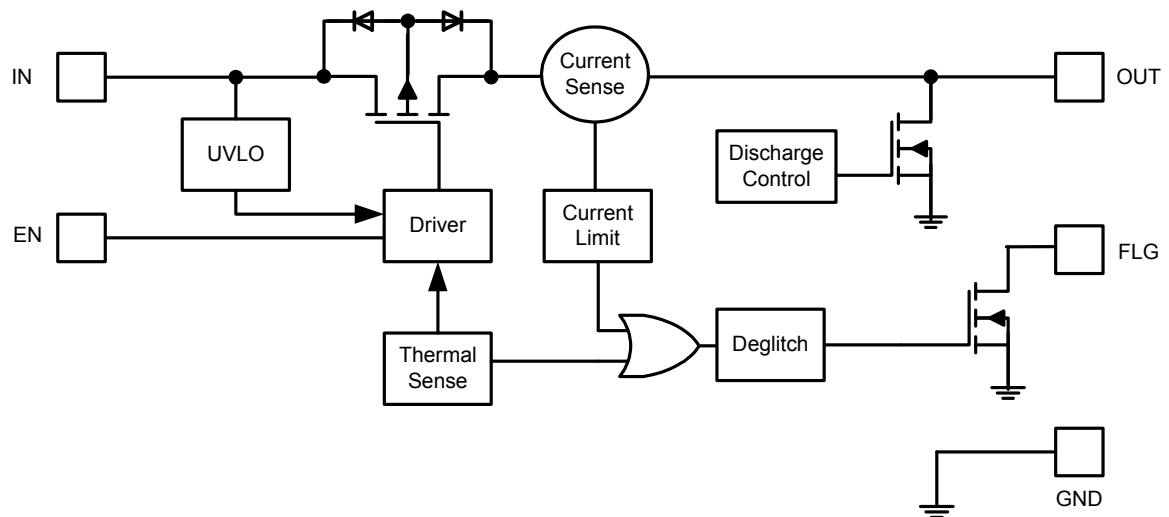 IN
Current
Sense
OUT
UVLO
Discharge
Control
EN
Driver
Current
Limit
FLG
Thermal
Sense
Deglitch
GND